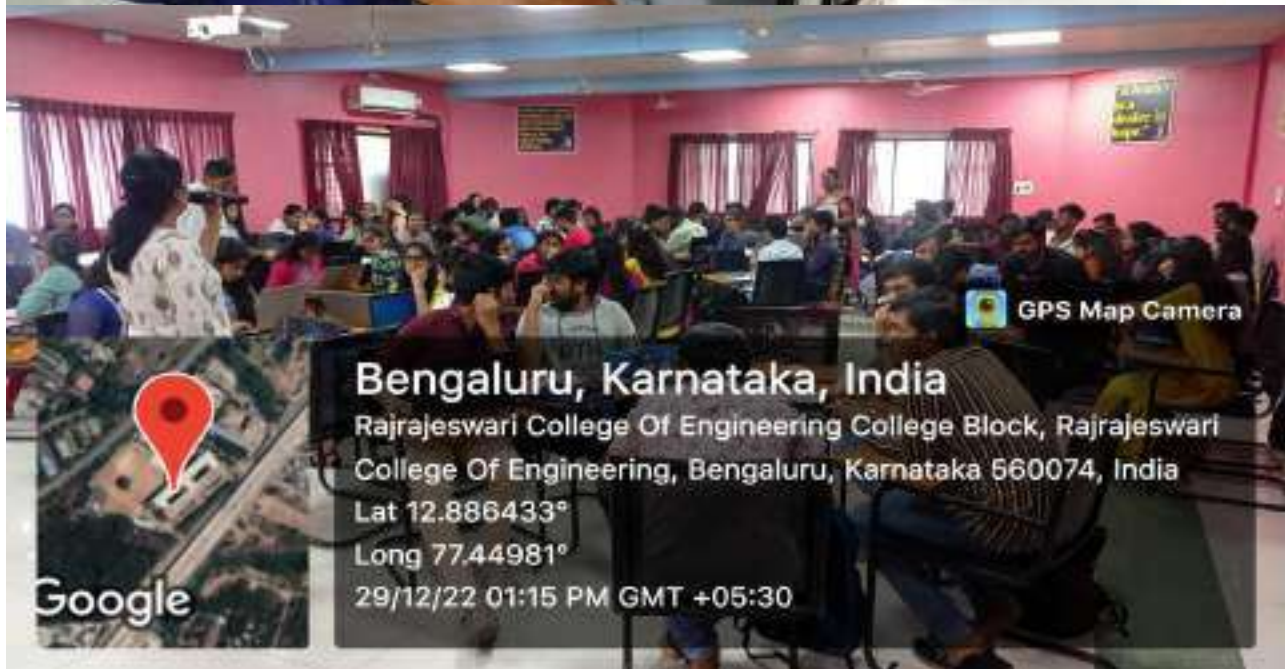 GPS Map Camera
Bengaluru, Karnataka, India
Rajrajeswari College Of Engineering College Block, Rajrajeswari
College Of Engineering, Bengaluru, Karnataka 560074, India
Lat 12.886433°
Long 77.44981°
29/12/22 01:15 PM GMT +05:30
Google